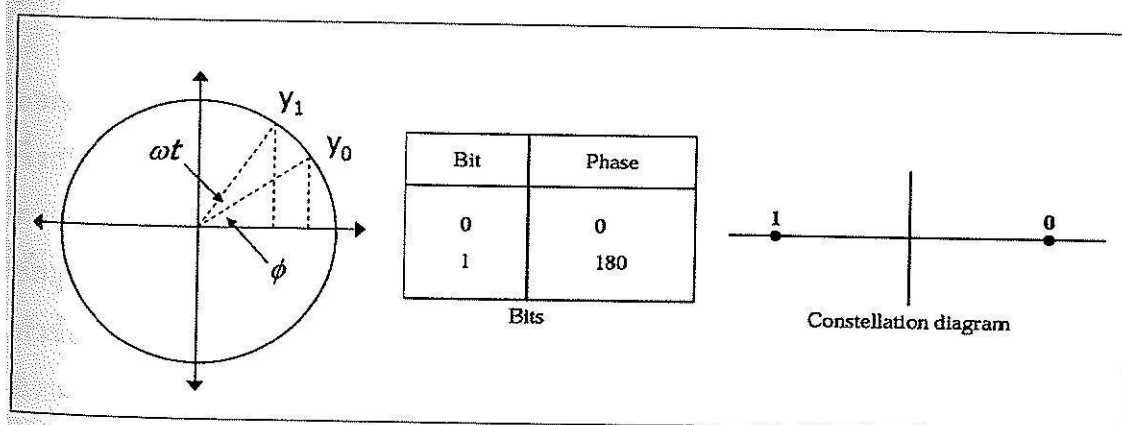 y₁
y₀
ωt
ϕ
Bit Phase
0 0
1 180
Bits
1 0
Constellation diagram